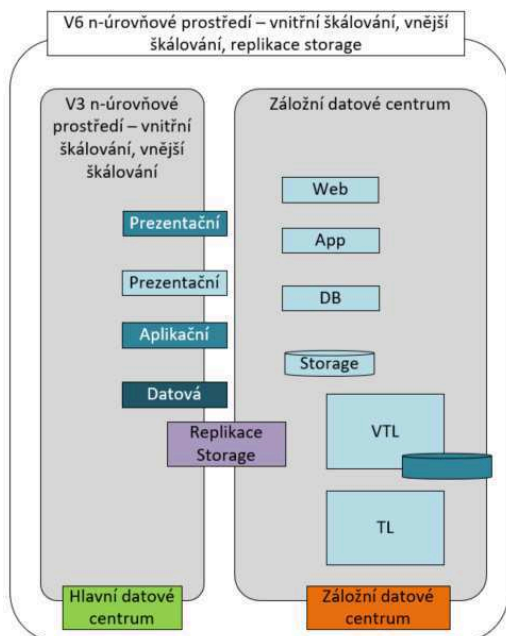 V6 n-úrovňové prostředí – vnitřní škálování, vnější
škálování, replikace storage
V3 n-úrovňové
prostředí – vnitřní
škálování, vnější
škálování
Prezentační
Prezentační
Aplikační
Datová
Replikace
Storage
Hlavní datové
centrum
Záložní datové centrum
Web
App
DB
Storage
VTL
TL
Záložní datové
centrum